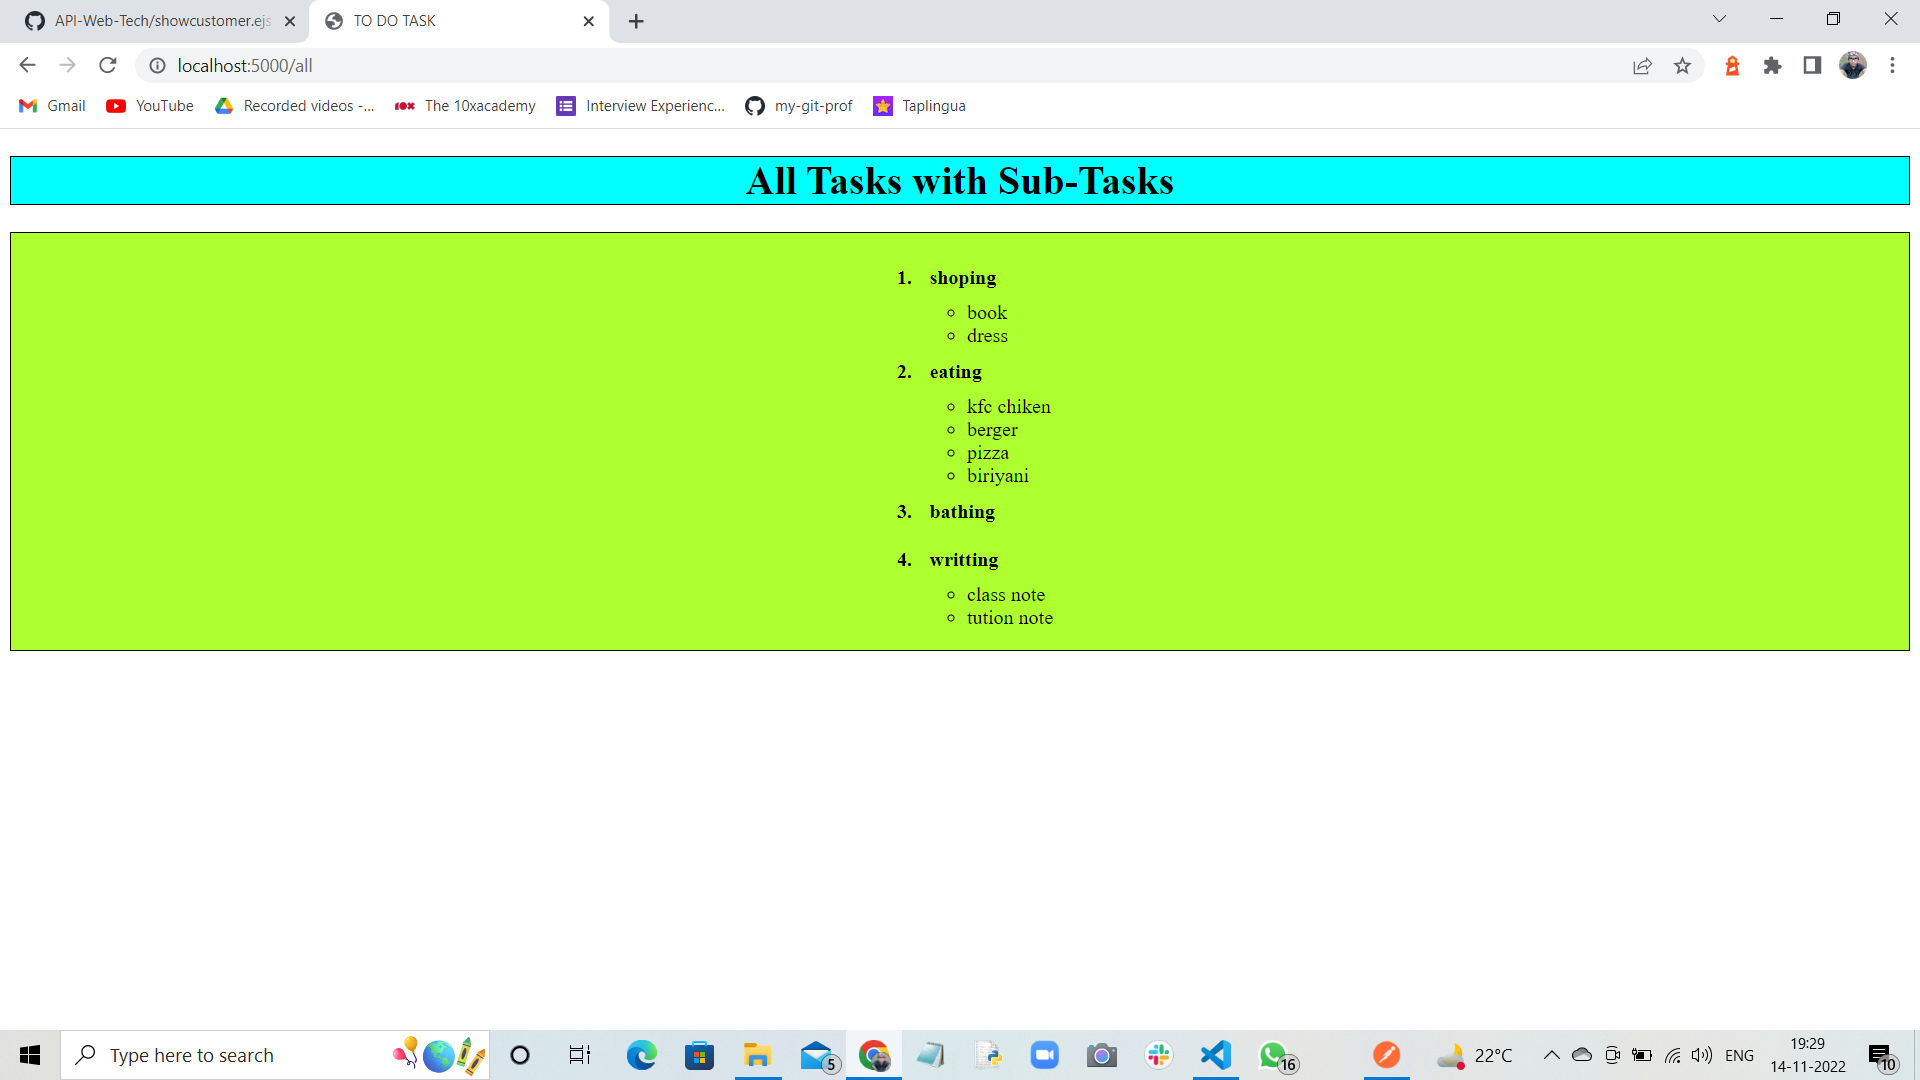 API-Web-Tech/showcustomer.ejs
TO DO TASK
localhost:5000/all
Gmail
YouTube
Recorded videos -...
The 10xacademy
Interview Experienc...
my-git-prof
Taplingua
All Tasks with Sub-Tasks
1. shoping
book
dress
2. eating
kfc chiken
berger
pizza
biriyani
3. bathing
4. writting
class note
tution note
Type here to search
5
16
22°C
ENG
19:29
14-11-2022
10